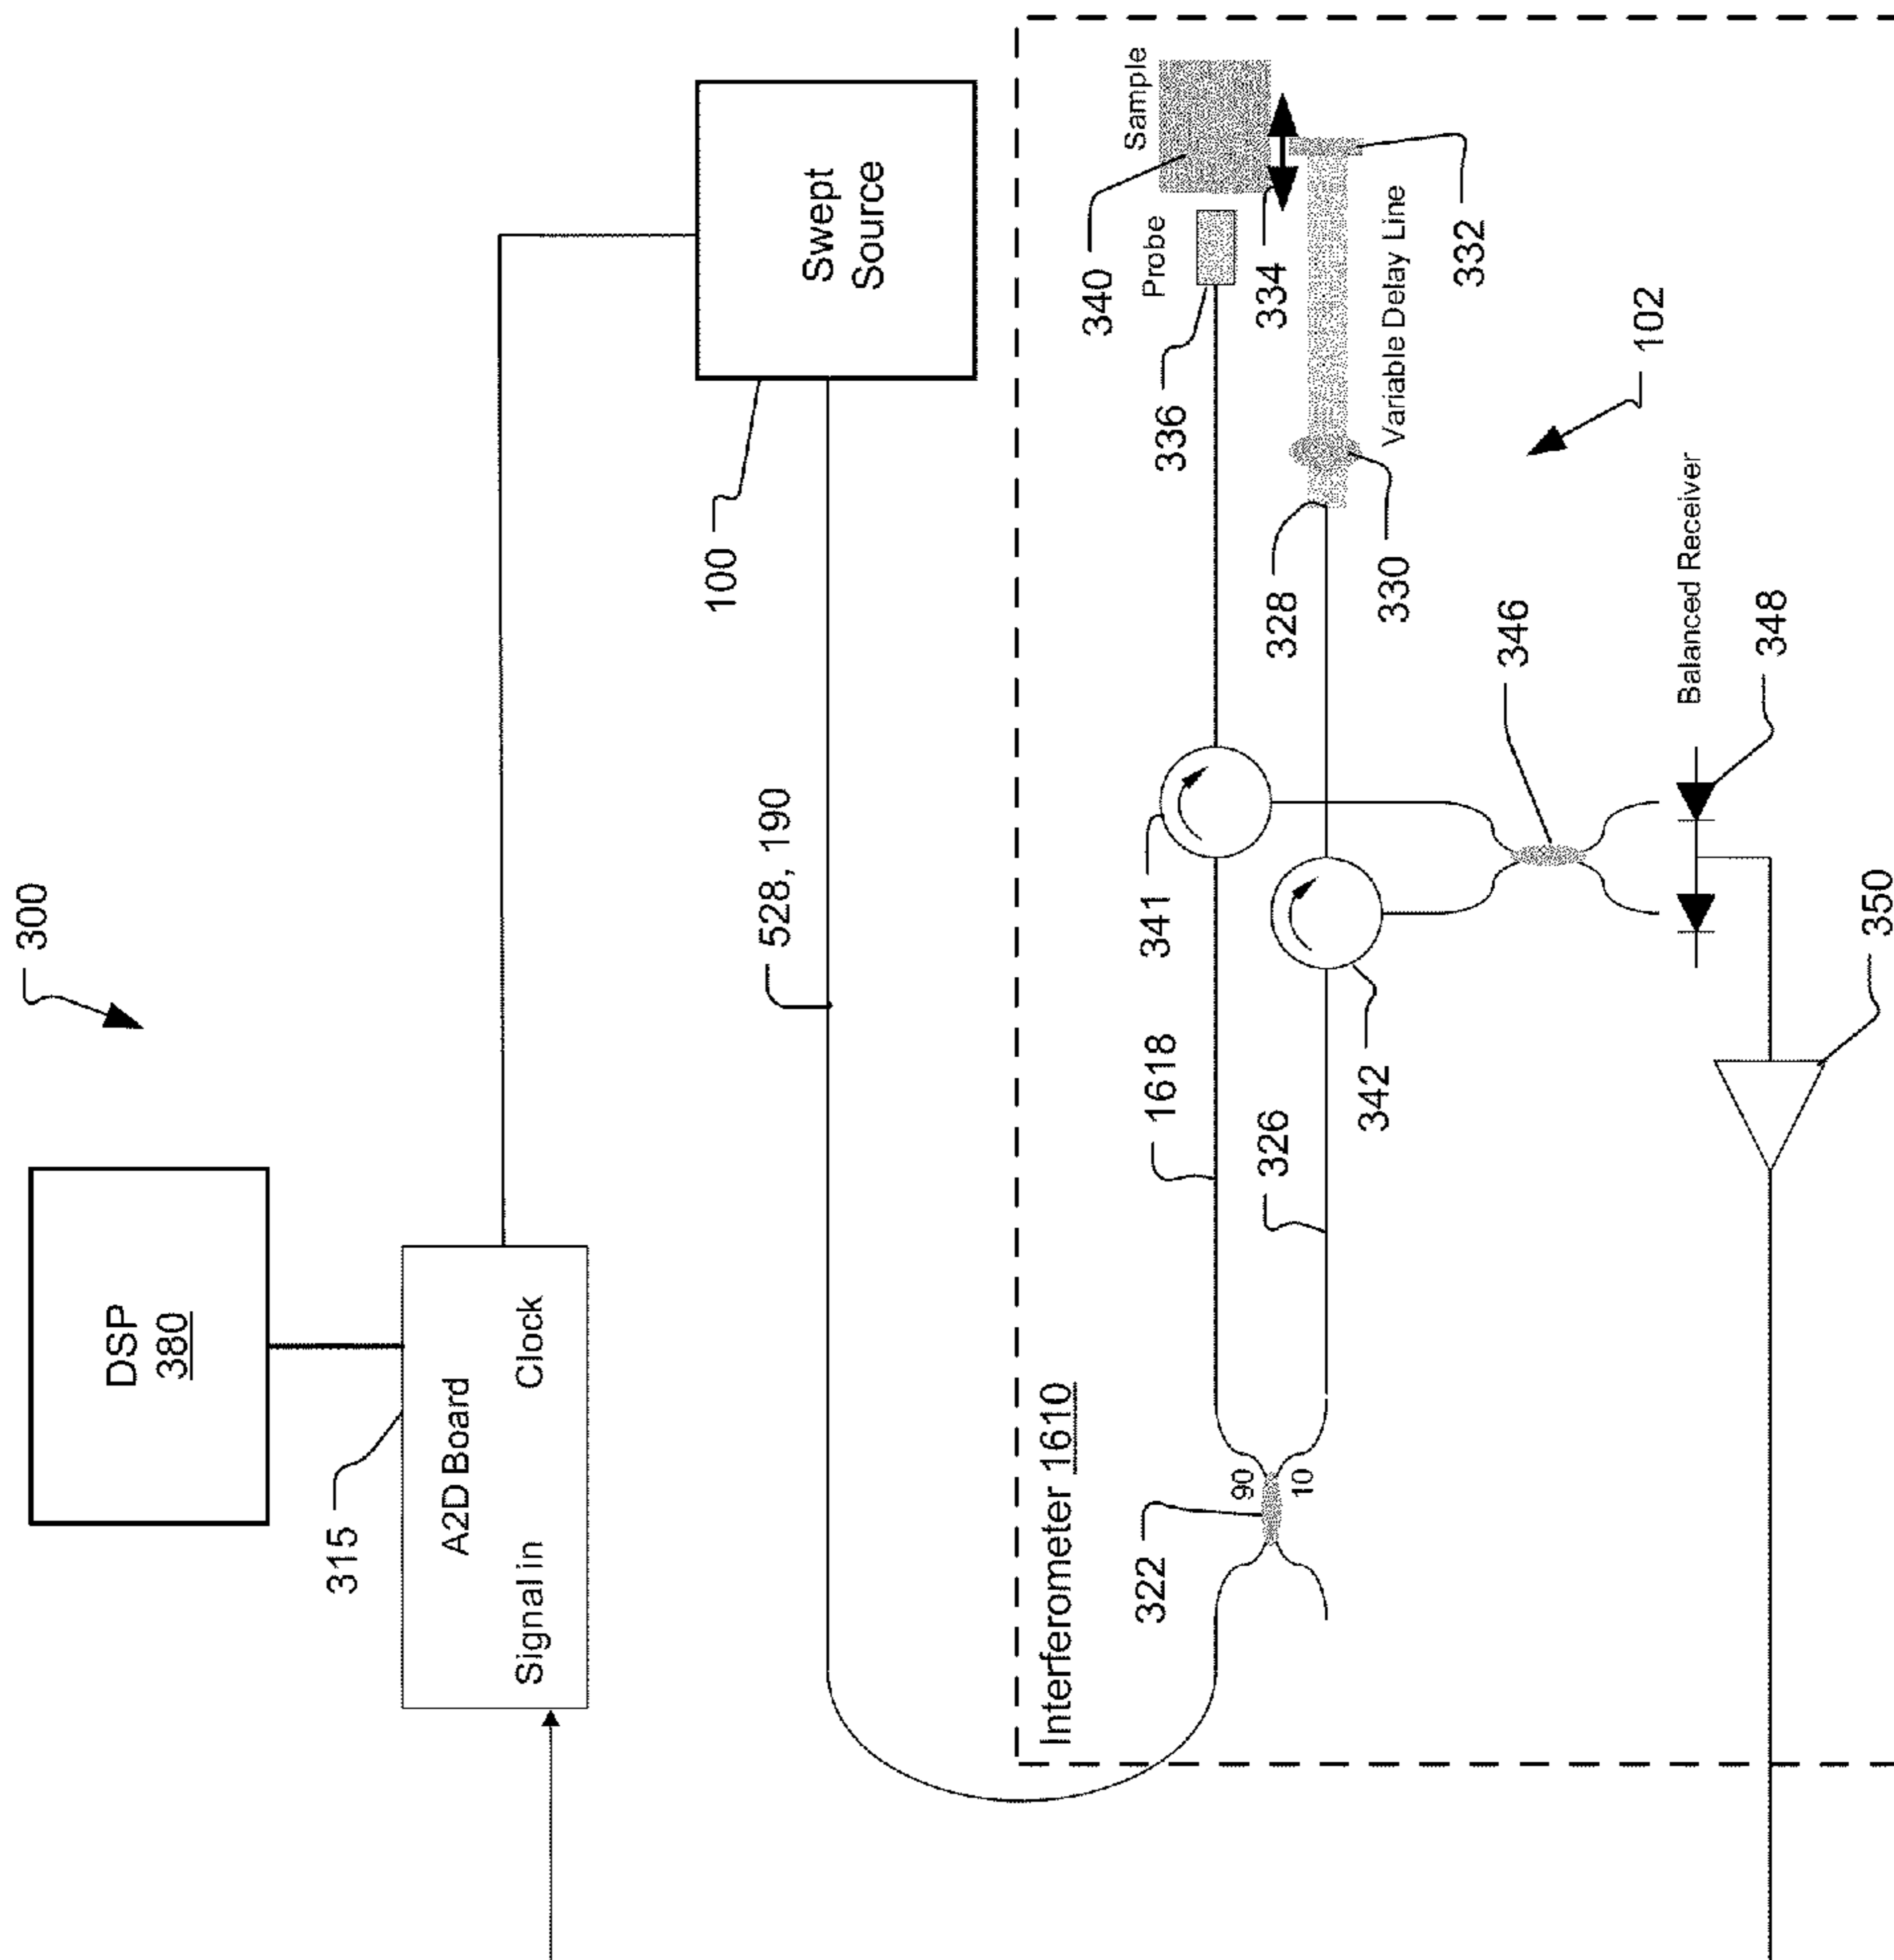 300
DSP
380
315
A2D Board
Signal in
Clock
Swept
Source
100
528, 190
Interferometer 1610
322
90
10
1618
326
341
342
336
Probe
340
Sample
334
328
330
Variable Delay Line
332
102
346
Balanced Receiver
348
350